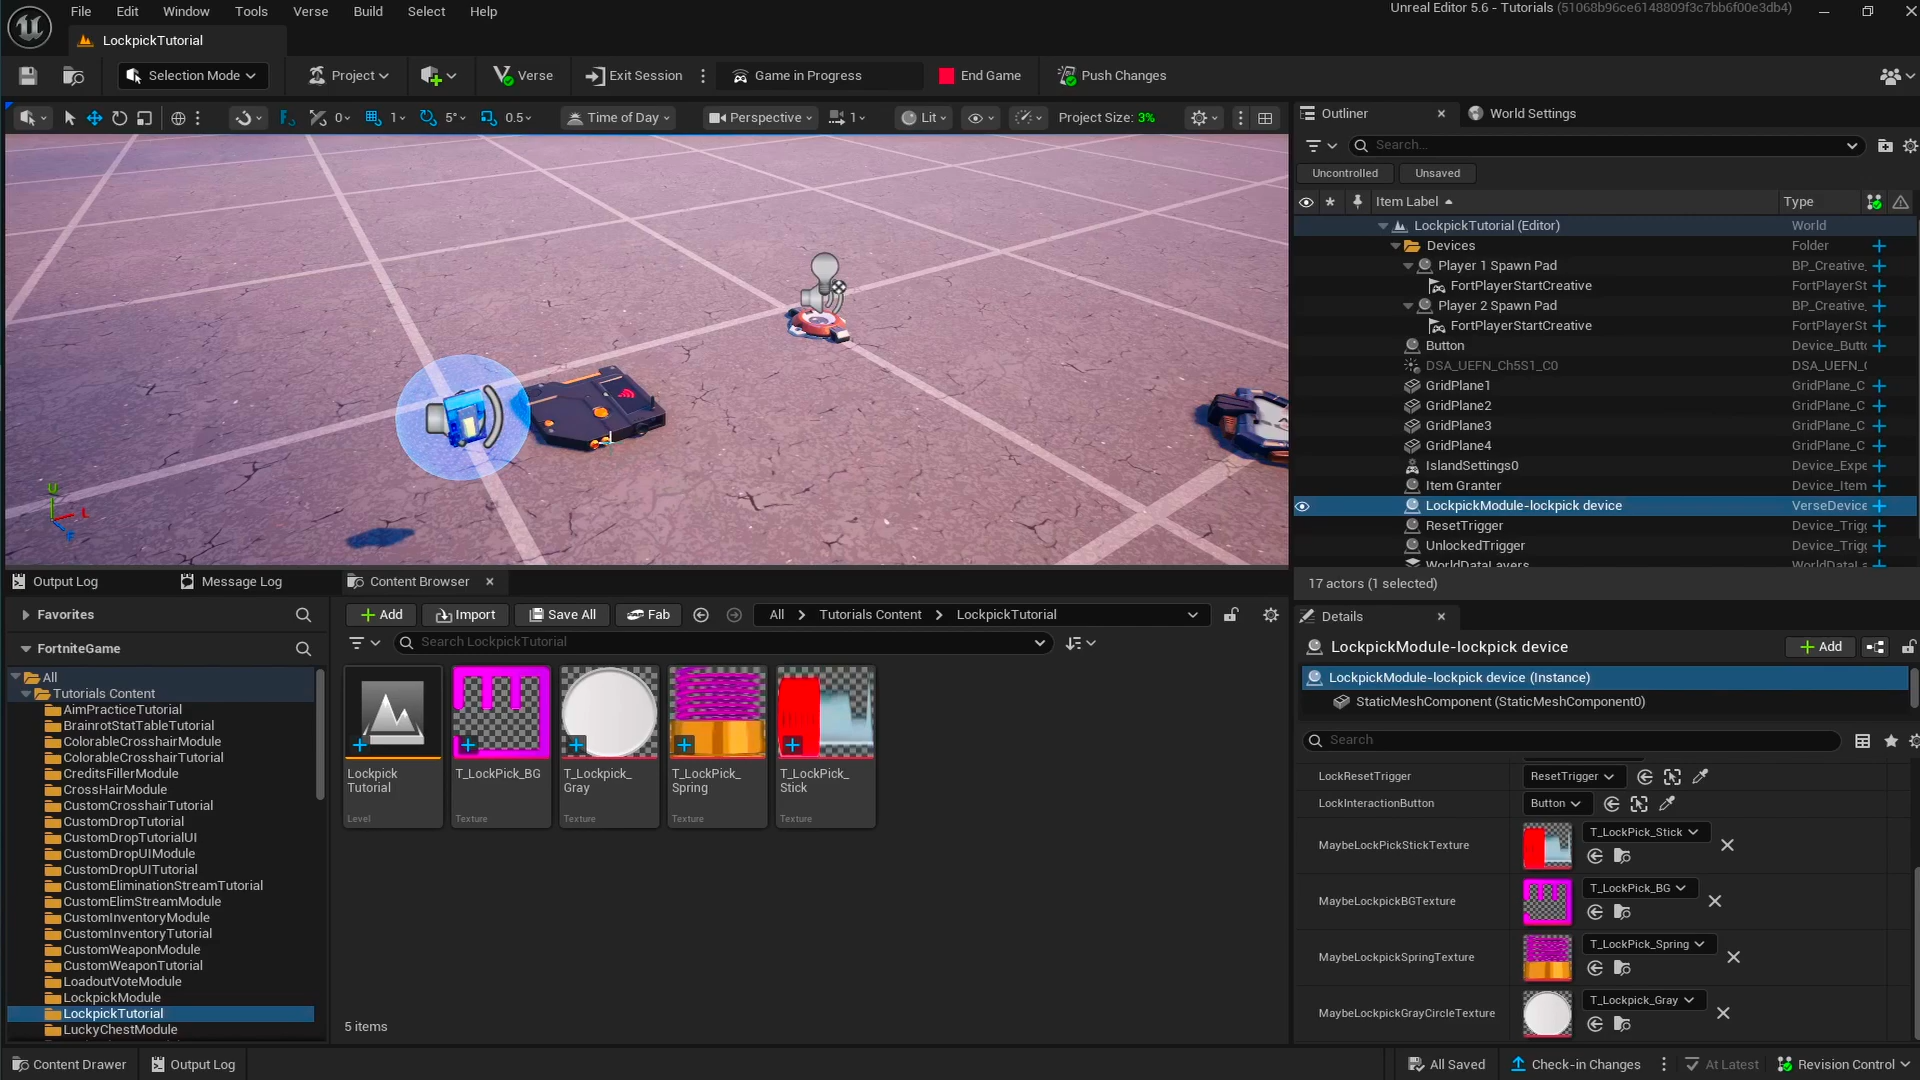 File Edit Window Tools Verse Build Select Help
Unreal Editor 5.6 - Tutorials (51068b96ce6148809f3c7bb6f00e3db4)
LockpickTutorial
Selection Mode Project Verse Exit Session Game in Progress End Game Push Changes
0 1 5° 0.5 Time of Day Perspective 1 Lit Project Size: 3%
Outliner World Settings
Search...
Uncontrolled Unsaved
Item Label Type
LockpickTutorial (Editor) World
Devices Folder
Player 1 Spawn Pad BP_Creative_
FortPlayerStartCreative FortPlayerSt
Player 2 Spawn Pad BP_Creative_
FortPlayerStartCreative FortPlayerSt
Button Device_Butt
DSA_UEFN_Ch5S1_C0 DSA_UEFN_
GridPlane1 GridPlane_C
GridPlane2 GridPlane_C
GridPlane3 GridPlane_C
GridPlane4 GridPlane_C
IslandSettings0 Device_Expe
Item Granter Device_Item
LockpickModule-lockpick device VerseDevice
ResetTrigger Device_Trig
UnlockedTrigger Device_Trig
WorldDataLayers WorldDataLa
17 actors (1 selected)
Output Log Message Log Content Browser
Favorites
FortniteGame
All
Tutorials Content
AimPracticeTutorial
BrainrotStatTableTutorial
ColorableCrosshairModule
ColorableCrosshairTutorial
CreditsFillerModule
CrossHairModule
CustomCrosshairTutorial
CustomDropTutorial
CustomDropTutorialUI
CustomDropUIModule
CustomDropUITutorial
CustomEliminationStreamTutorial
CustomElimStreamModule
CustomInventoryModule
CustomInventoryTutorial
CustomWeaponModule
CustomWeaponTutorial
LoadoutVoteModule
LockpickModule
LockpickTutorial
LuckyChestModule
Add Import Save All Fab All Tutorials Content LockpickTutorial
Search LockpickTutorial
Lockpick
Tutorial
Level
T_LockPick_BG
Texture
T_Lockpick_
Gray
Texture
T_LockPick_
Spring
Texture
T_LockPick_
Stick
Texture
5 items
Details
LockpickModule-lockpick device Add
LockpickModule-lockpick device (Instance)
StaticMeshComponent (StaticMeshComponent0)
Search
LockResetTrigger ResetTrigger
LockInteractionButton Button
MaybeLockPickStickTexture T_LockPick_Stick
MaybeLockpickBGTexture T_LockPick_BG
MaybeLockpickSpringTexture T_LockPick_Spring
MaybeLockpickGrayCircleTexture T_Lockpick_Gray
Content Drawer Output Log
All Saved Check-in Changes At Latest Revision Control